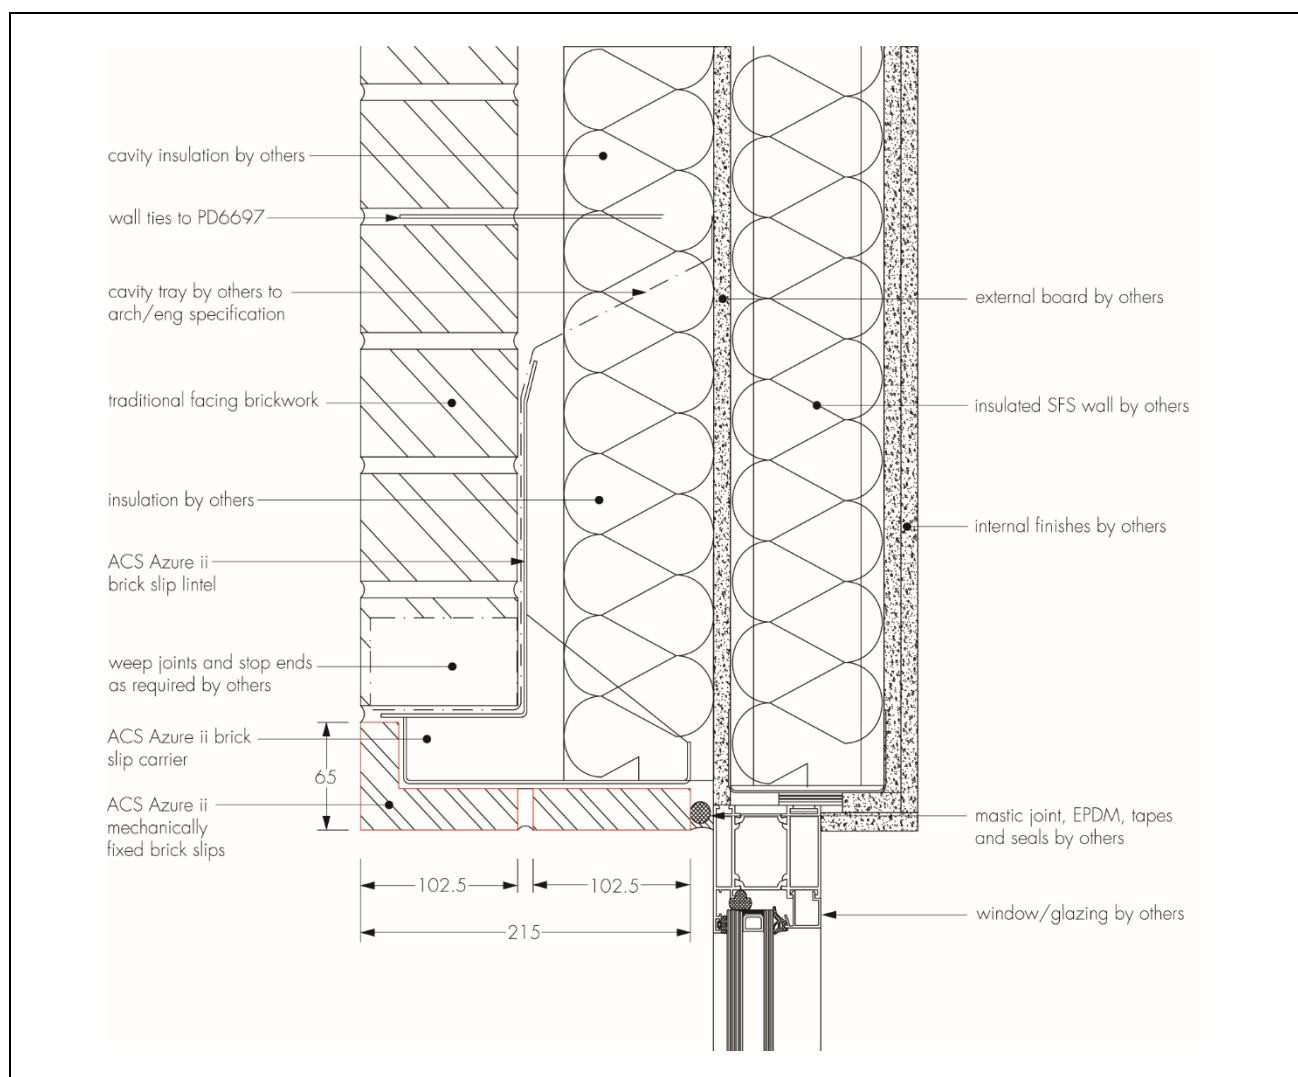 cavity insulation by others
wall ties to PD6697
cavity tray by others to
arch/eng specification
traditional facing brickwork
insulation by others
ACS Azure ii
brick slip lintel
weep joints and stop ends
as required by others
ACS Azure ii brick
slip carrier
65
ACS Azure ii
mechanically
fixed brick slips
102.5
102.5
215
external board by others
insulated SFS wall by others
internal finishes by others
mastic joint, EPDM, tapes
and seals by others
window/glazing by others